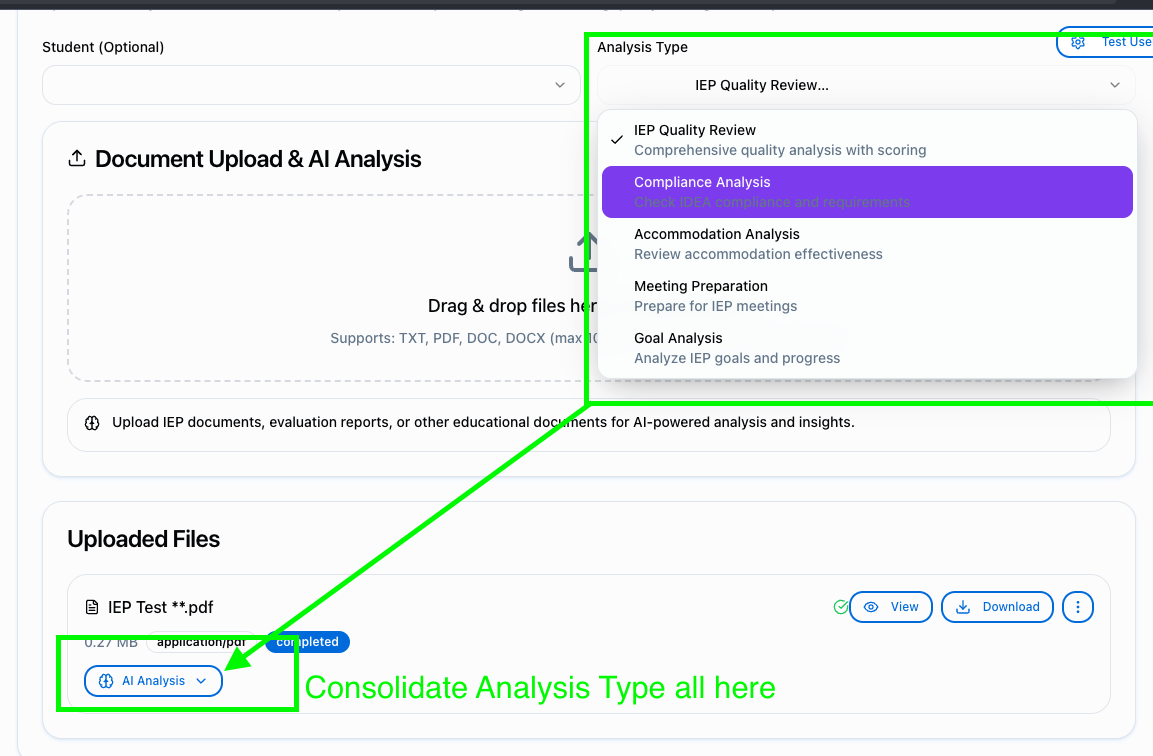 Student (Optional)
Analysis Type
Test Use
IEP Quality Review...
IEP Quality Review
Comprehensive quality analysis with scoring
Document Upload & AI Analysis
Compliance Analysis
Check IDEA compliance and requirements
Accommodation Analysis
Review accommodation effectiveness
Meeting Preparation
Prepare for IEP meetings
Goal Analysis
Analyze IEP goals and progress
Drag & drop files her
Supports: TXT, PDF, DOC, DOCX (max
Upload IEP documents, evaluation reports, or other educational documents for AI-powered analysis and insights.
Uploaded Files
IEP Test **.pdf
View
Download
0.27 MB
application/pdf
completed
AI Analysis
Consolidate Analysis Type all here